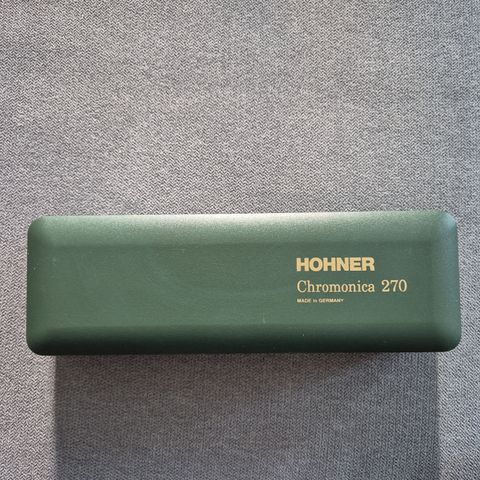 HOHNER
Chromonica 270
MADE in GERMANY